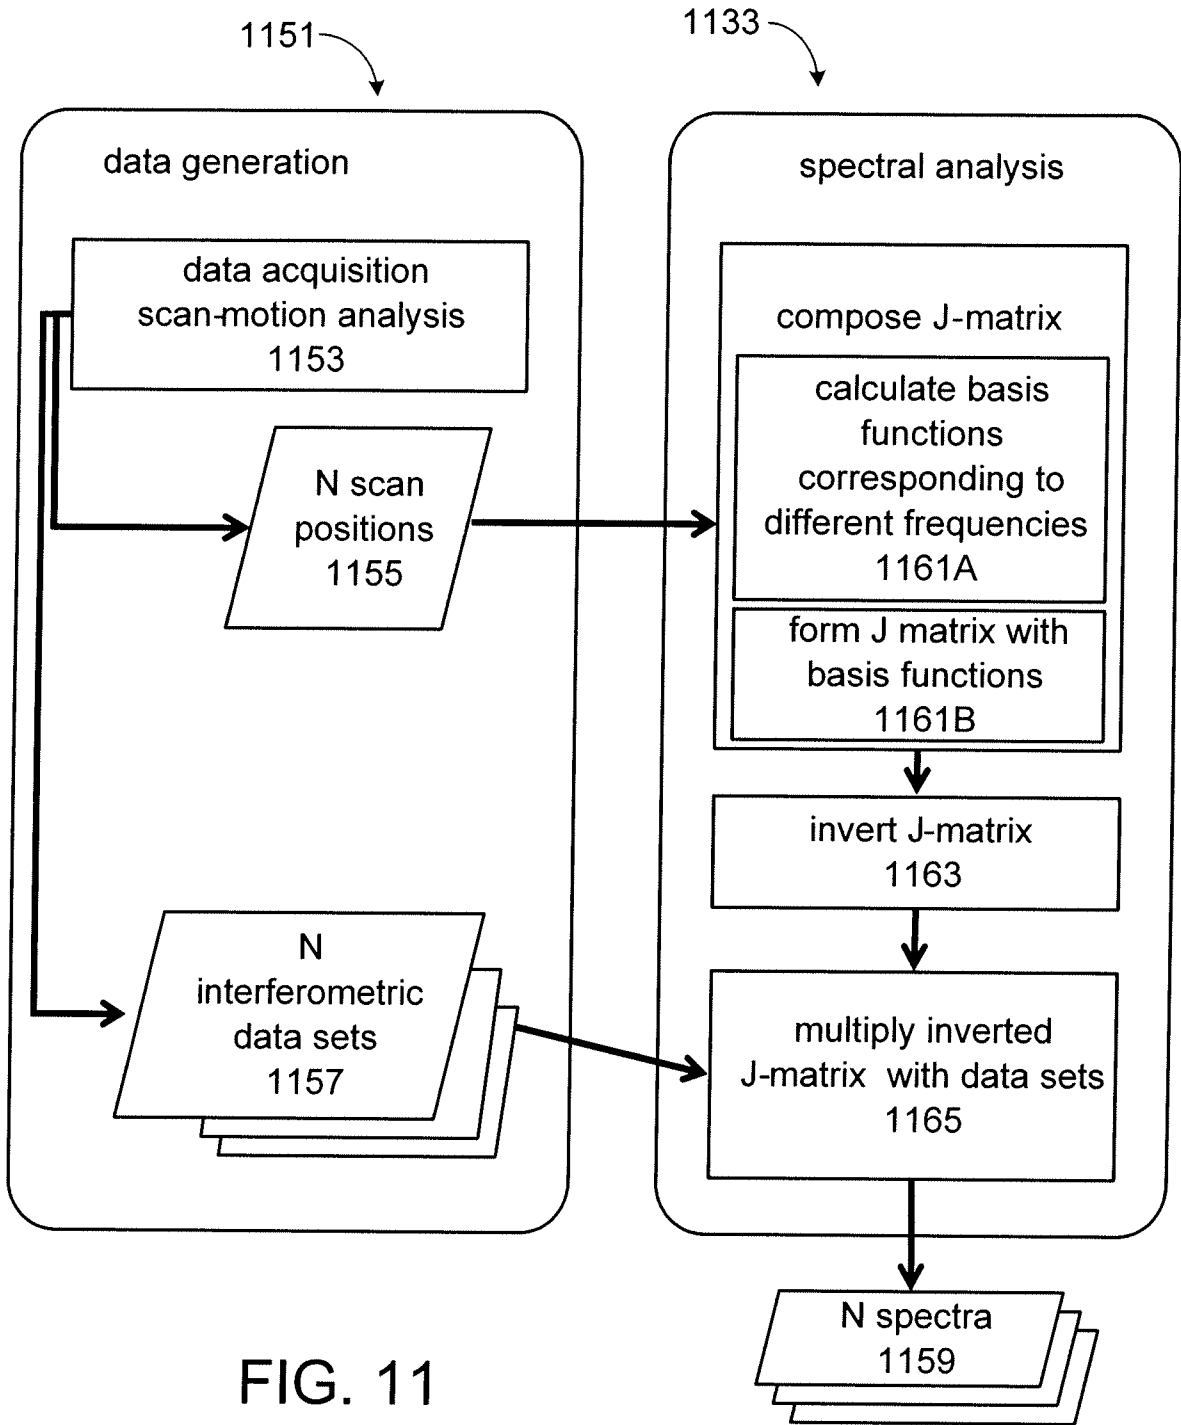 1151
1133
data generation
data acquisition
scan-motion analysis
1153
N scan
positions
1155
N
interferometric
data sets
1157
spectral analysis
compose J-matrix
calculate basis
functions
corresponding to
different frequencies
1161A
form J matrix with
basis functions
1161B
invert J-matrix
1163
multiply inverted
J-matrix with data sets
1165
N spectra
1159
FIG. 11